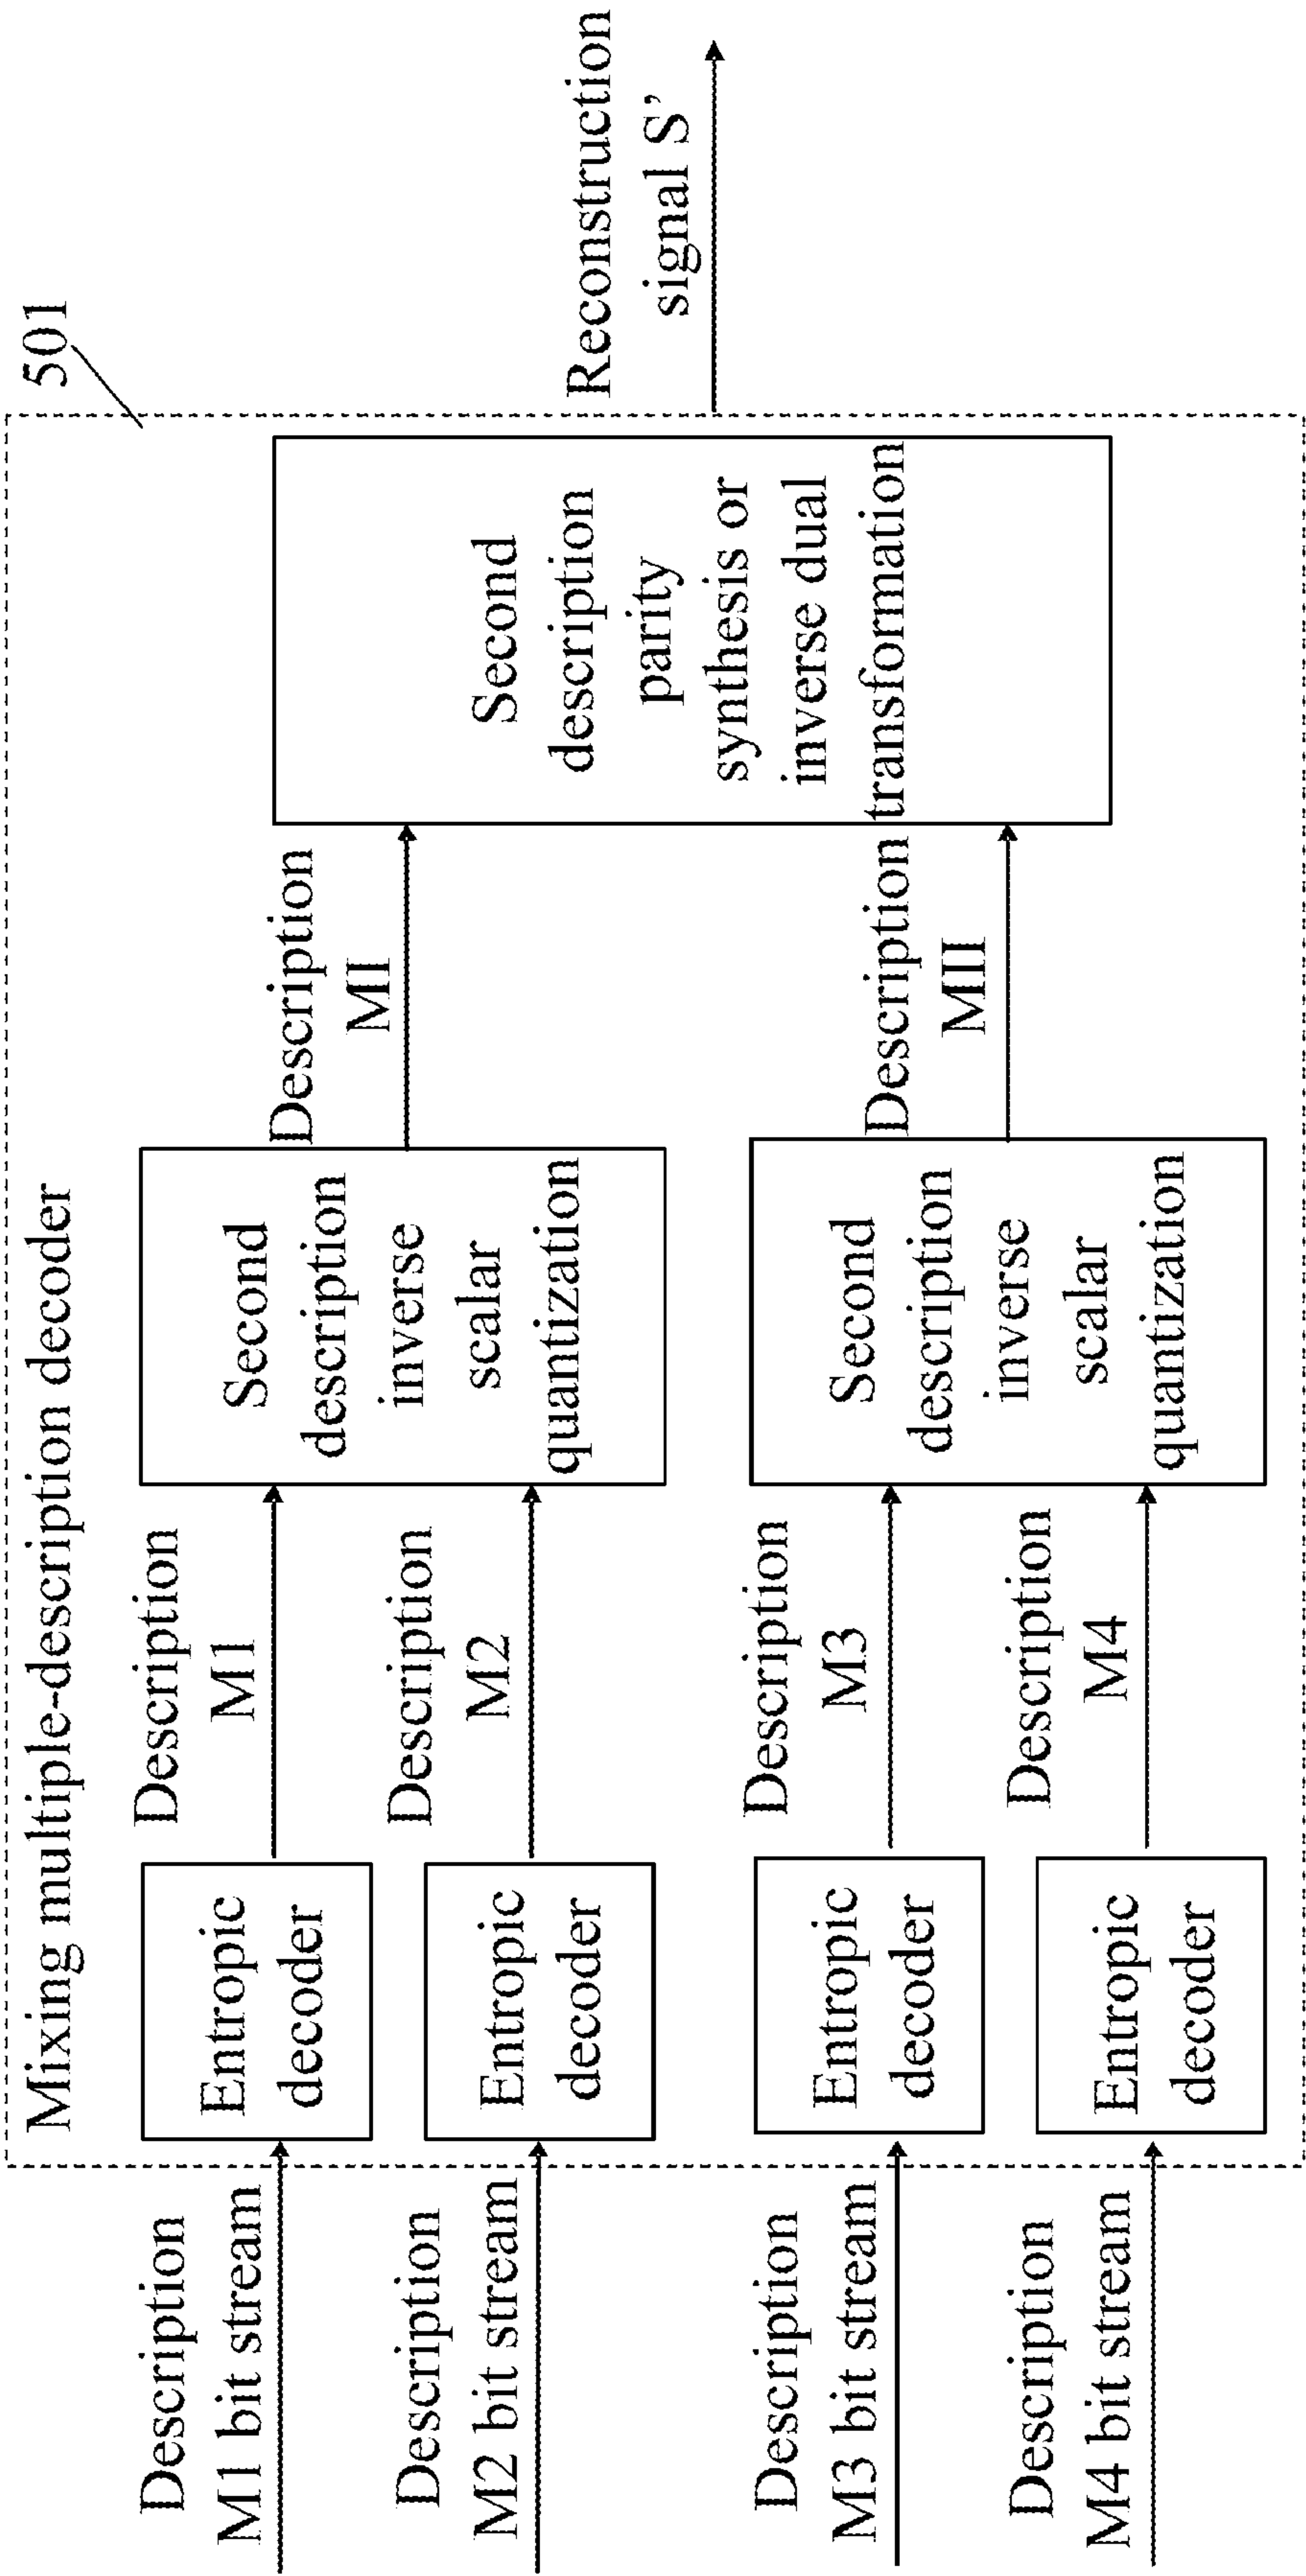 501
Mixing multiple-description decoder
Description
M1 bit stream
Entropic
decoder
Description
M1
Description
M2 bit stream
Entropic
decoder
Description
M2
Second
description
inverse
scalar
quantization
Description
MI
Description
M3 bit stream
Entropic
decoder
Description
M3
Description
M4 bit stream
Entropic
decoder
Description
M4
Second
description
inverse
scalar
quantization
Description
MII
Second
description
parity
synthesis or
inverse dual
transformation
Reconstruction
signal S’